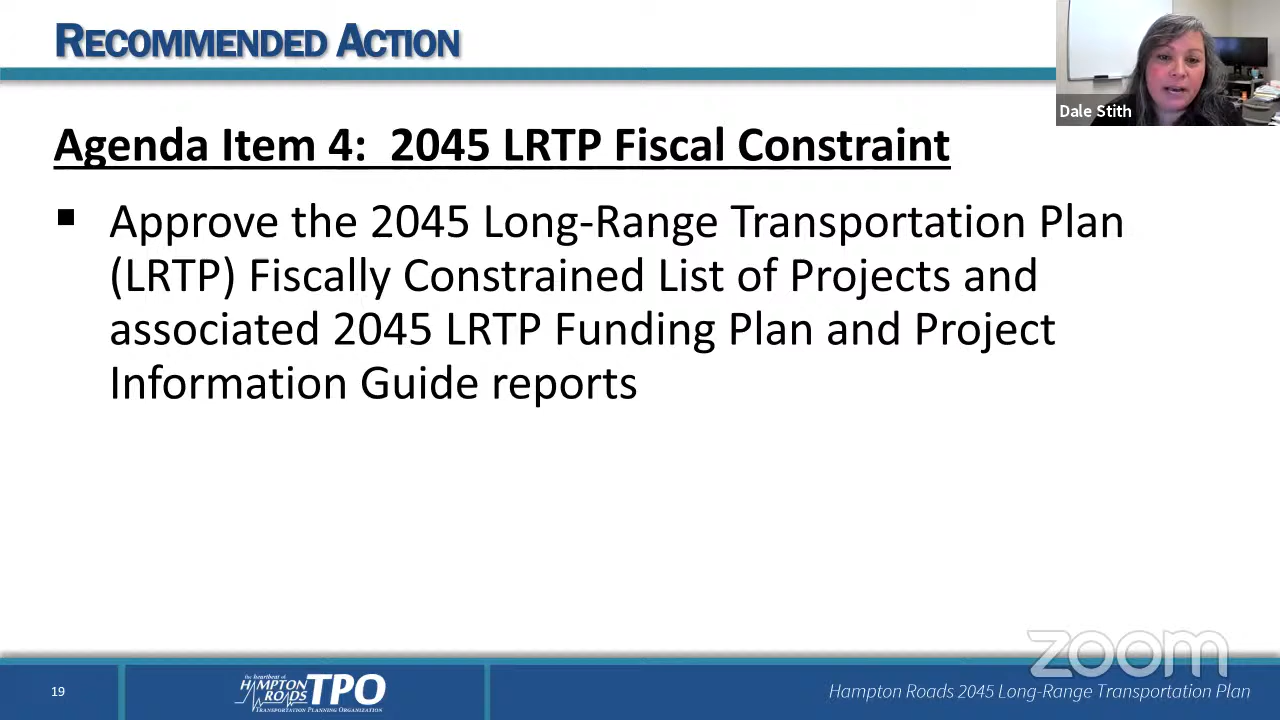 RECOMMENDED ACTION
Dale Stith
Agenda Item 4: 2045 LRTP Fiscal Constraint
▪ Approve the 2045 Long-Range Transportation Plan
(LRTP) Fiscally Constrained List of Projects and
associated 2045 LRTP Funding Plan and Project
Information Guide reports
zoom
19
The Heartbeat of
HAMPTON
ROADS
TPO
TRANSPORTATION PLANNING ORGANIZATION
Hampton Roads 2045 Long-Range Transportation Plan